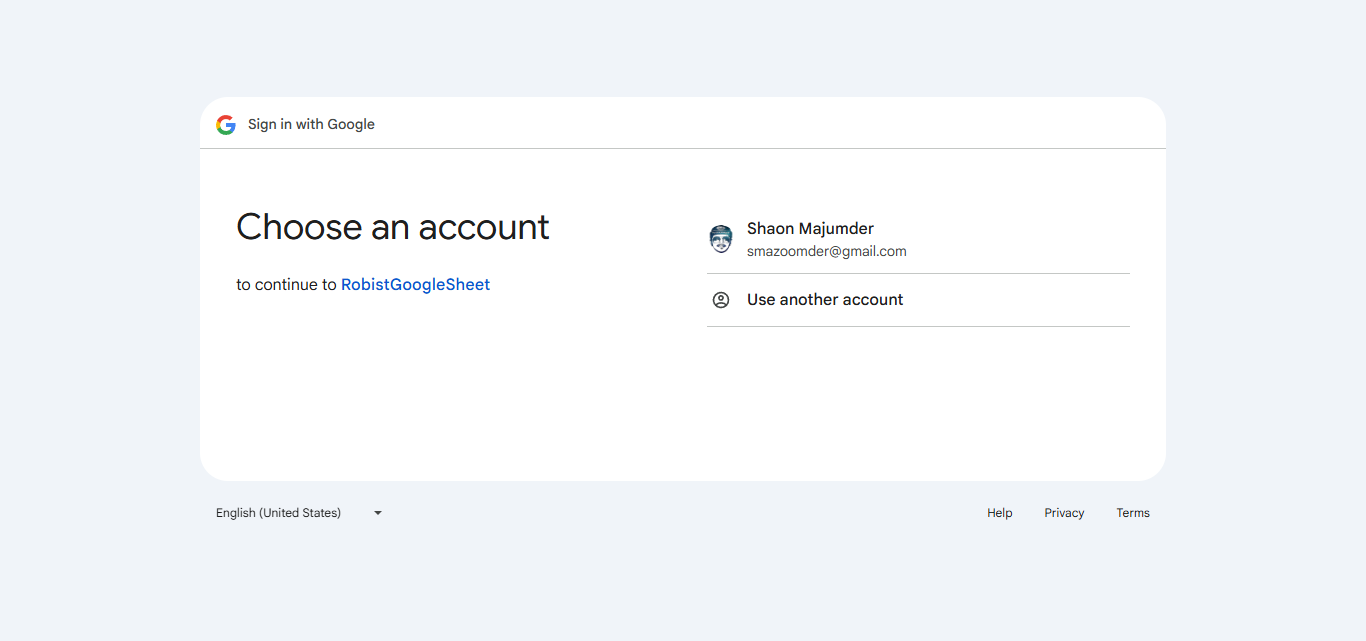 Sign in with Google
Choose an account
to continue to RobistGoogleSheet
Shaon Majumder
smazoomder@gmail.com
Use another account
English (United States)
Help
Privacy
Terms